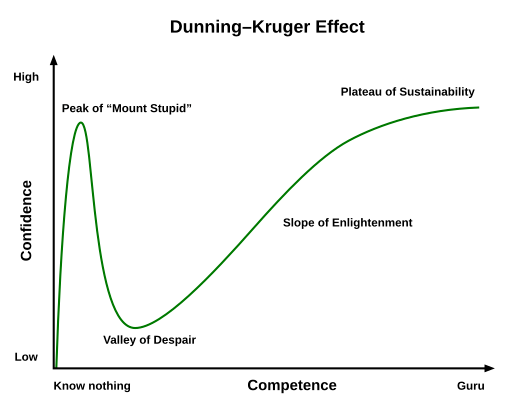 Dunning–Kruger Effect
High
Peak of “Mount Stupid”
Plateau of Sustainability
Confidence
Slope of Enlightenment
Valley of Despair
Low
Know nothing
Competence
Guru